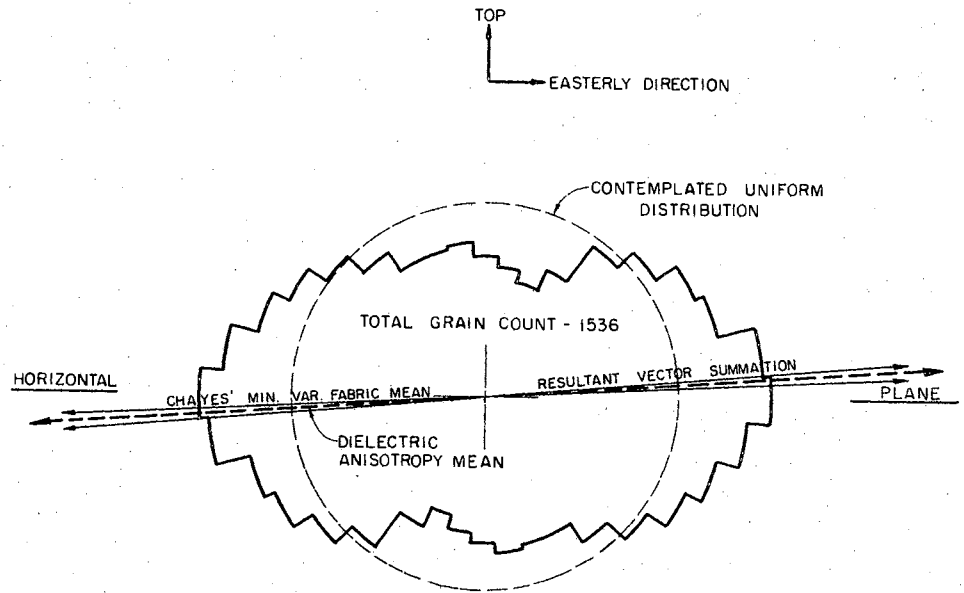 TOP
EASTERLY DIRECTION
CONTEMPLATED UNIFORM
DISTRIBUTION
TOTAL GRAIN COUNT - 1536
HORIZONTAL
CHAYES' MIN. VAR. FABRIC MEAN
RESULTANT VECTOR SUMMATION
PLANE
DIELECTRIC
ANISOTROPY MEAN